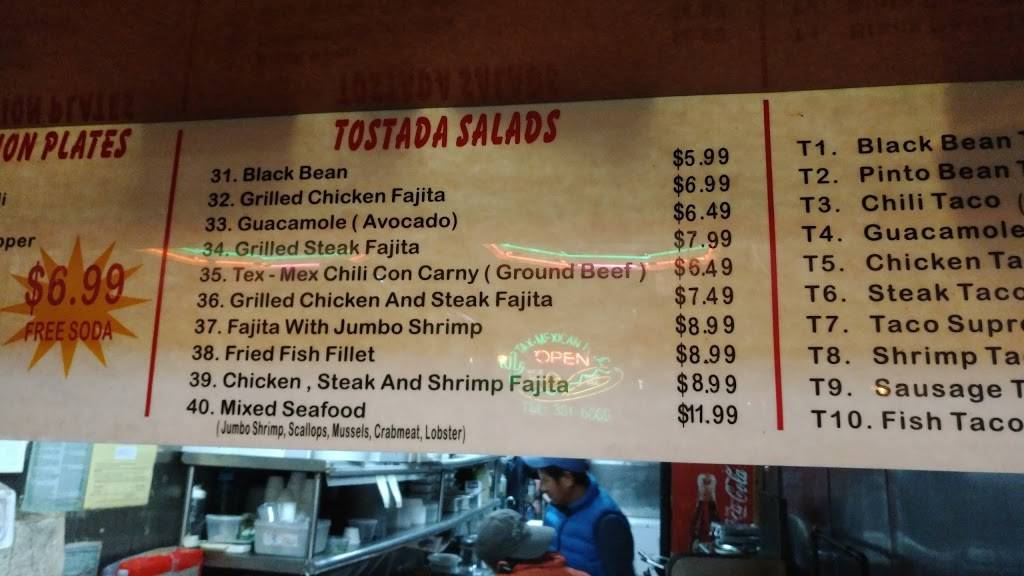 ION PLATES
$6.99
FREE SODA
TOSTADA SALADS
31. Black Bean $5.99
32. Grilled Chicken Fajita $6.99
33. Guacamole ( Avocado) $6.49
34. Grilled Steak Fajita $7.99
35. Tex - Mex Chili Con Carny ( Ground Beef ) $6.49
36. Grilled Chicken And Steak Fajita $7.49
37. Fajita With Jumbo Shrimp $8.99
38. Fried Fish Fillet $8.99
39. Chicken , Steak And Shrimp Fajita $8.99
40. Mixed Seafood $11.99
( Jumbo Shrimp, Scallops, Mussels, Crabmeat, Lobster)
T1. Black Bean
T2. Pinto Bean
T3. Chili Taco (
T4. Guacamole
T5. Chicken Ta
T6. Steak Taco
T7. Taco Supr
T8. Shrimp Ta
T9. Sausage T
T10. Fish Taco
OPEN
Coca-Cola